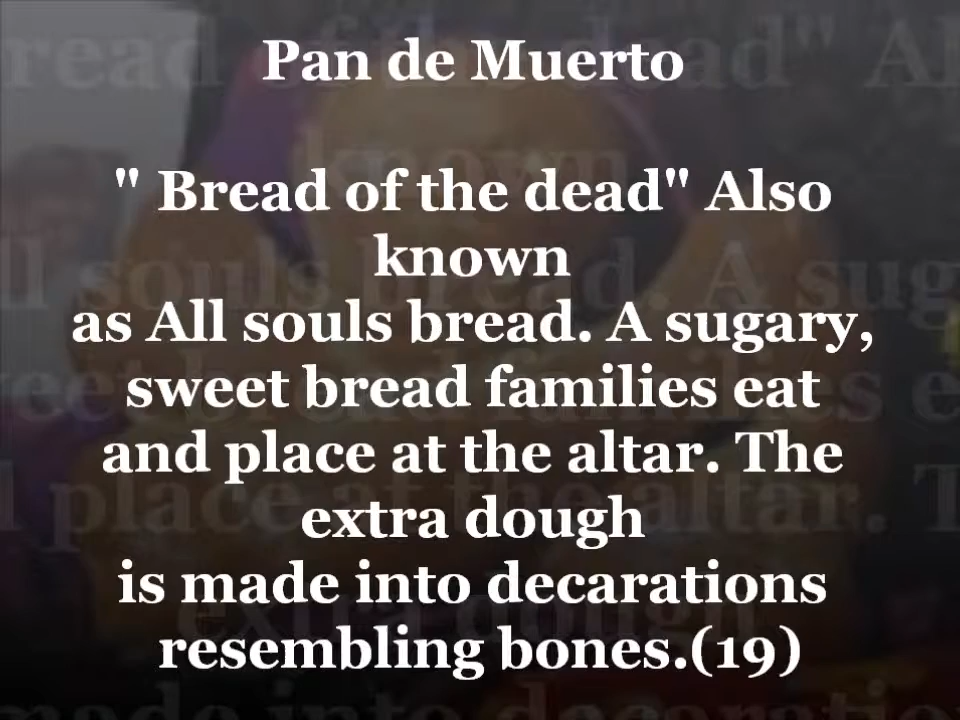 Pan de Muerto
" Bread of the dead" Also
known
as All souls bread. A sugary,
sweet bread families eat
and place at the altar. The
extra dough
is made into decarations
resembling bones.(19)